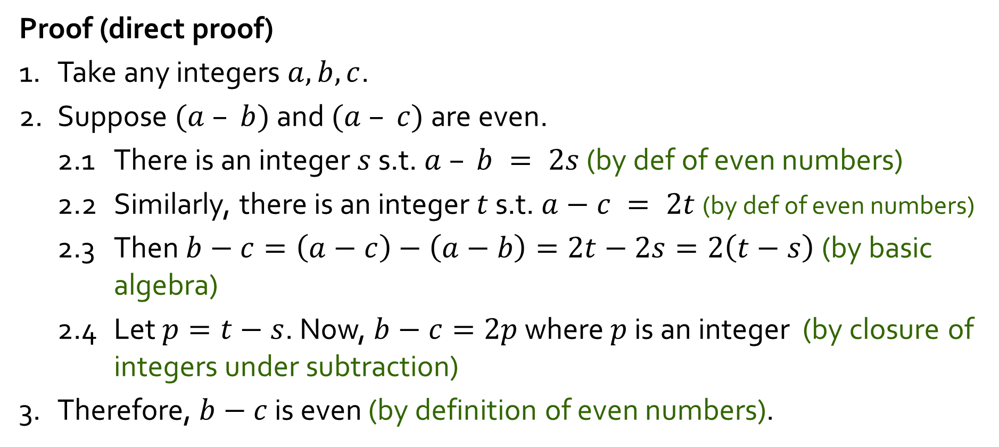 Proof (direct proof)
1. Take any integers a, b, c.
2. Suppose (a – b) and (a – c) are even.
2.1 There is an integer s s.t. a – b = 2s (by def of even numbers)
2.2 Similarly, there is an integer t s.t. a − c = 2t (by def of even numbers)
2.3 Then b − c = (a − c) − (a − b) = 2t − 2s = 2(t − s) (by basic
algebra)
2.4 Let p = t − s. Now, b − c = 2p where p is an integer (by closure of
integers under subtraction)
3. Therefore, b − c is even (by definition of even numbers).